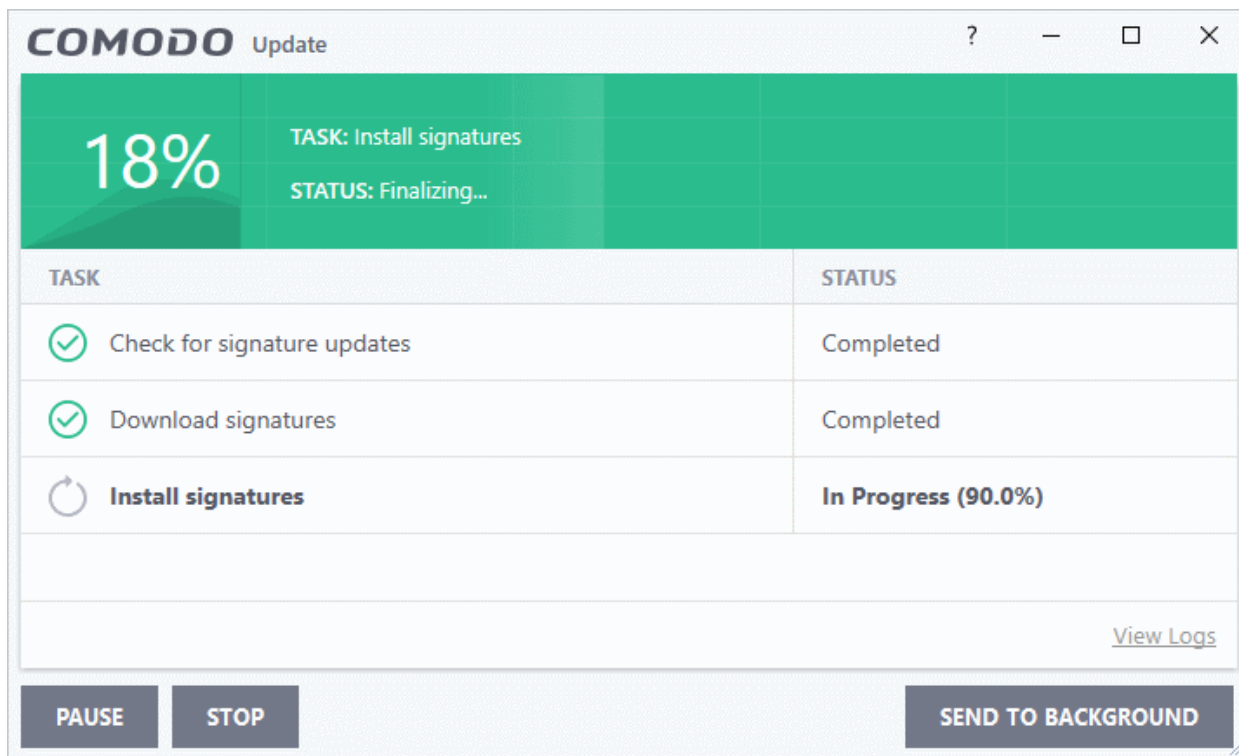 COMODO Update ?
18%
TASK: Install signatures
STATUS: Finalizing...
TASK STATUS
Check for signature updates Completed
Download signatures Completed
Install signatures In Progress (90.0%)
View Logs
PAUSE STOP SEND TO BACKGROUND